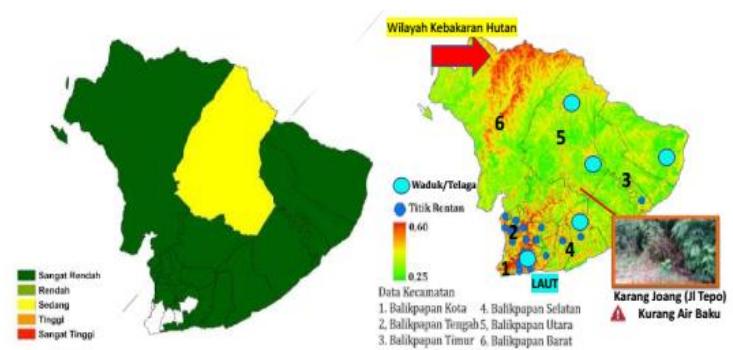 Sangat Rendah
Rendah
Sedang
Tinggi
Sangat Tinggi
Wilayah Kebakaran Hutan
6
5
3
2
4
1
Waduk/Telaga
Titik Rentan
0.60
0.25
LAUT
Karang Joang (Jl Tepo)
Kurang Air Baku
Data Kecamatan
1. Balikpapan Kota 4. Balikpapan Selatan
2, Balikpapan Tengah 5, Balikpapan Utara
3. Balikpapan Timur 6. Balikpapan Barat